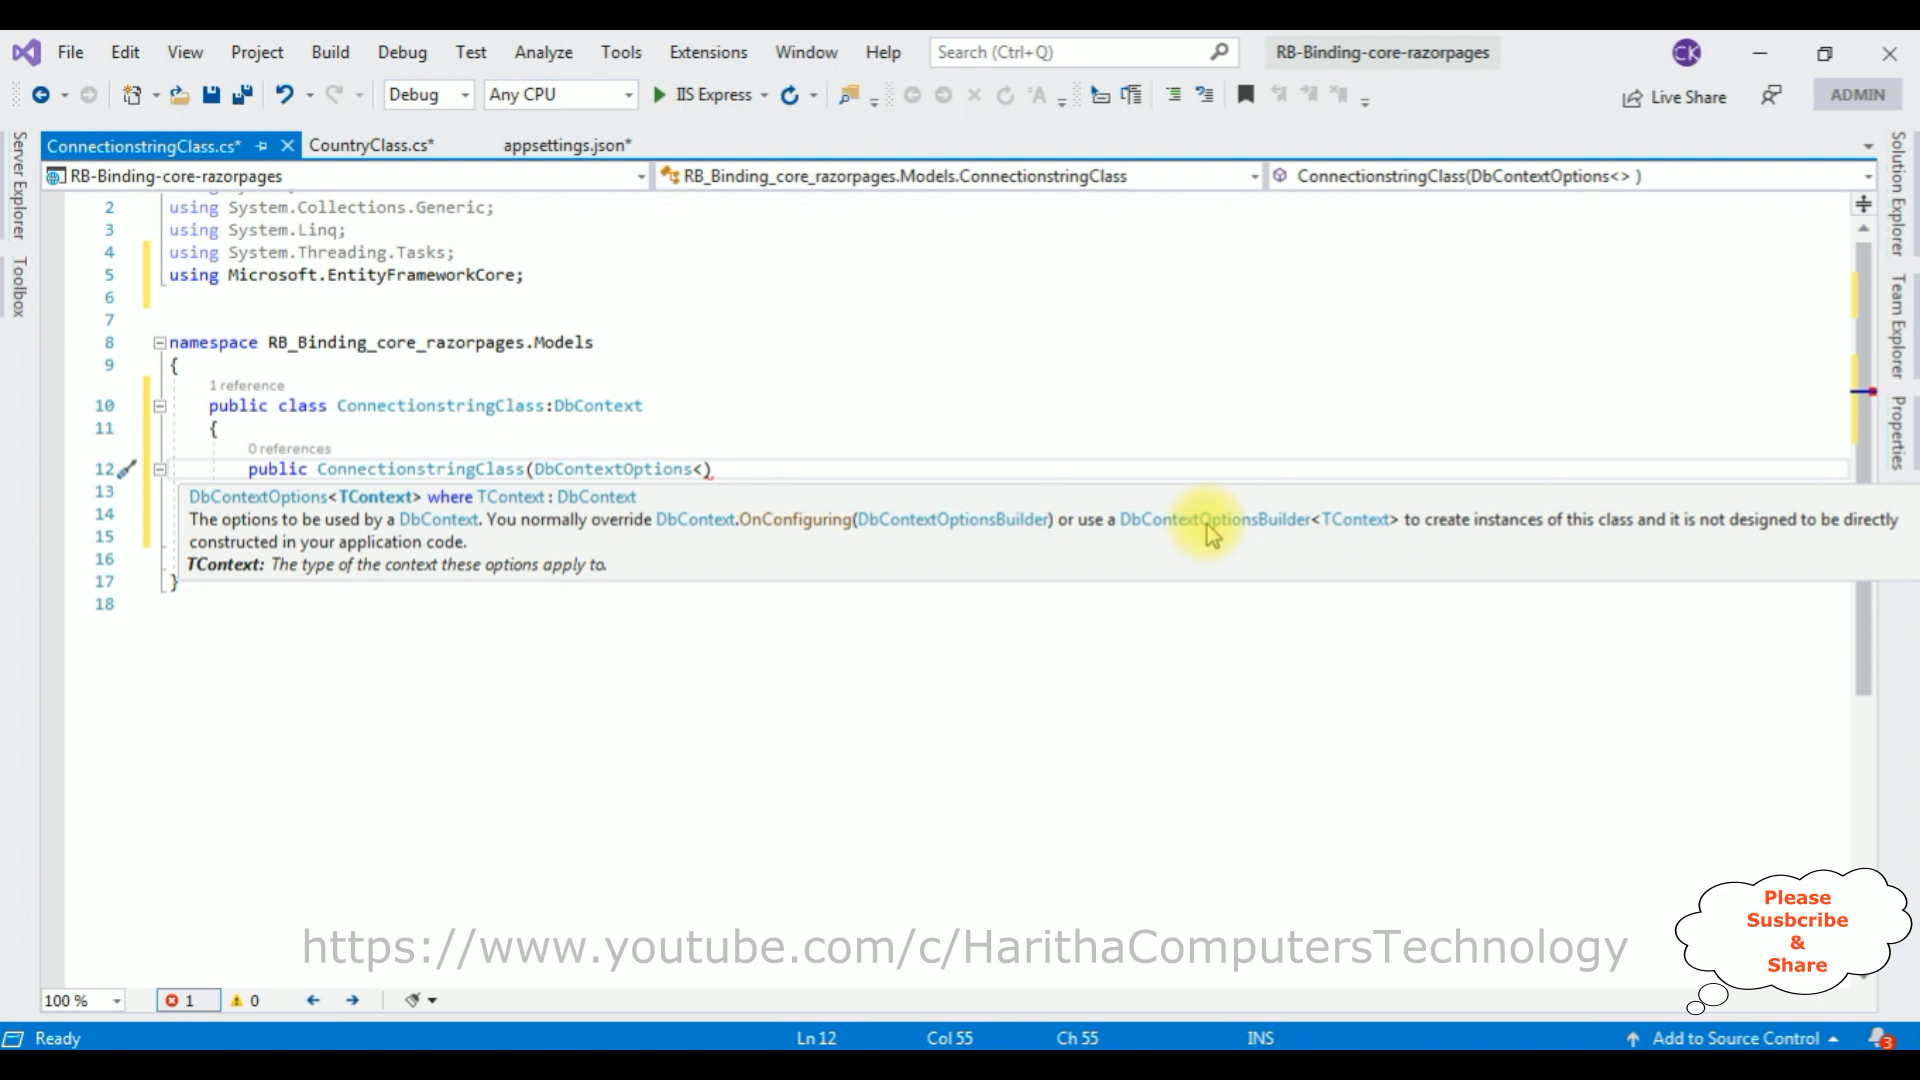 File Edit View Project Build Debug Test Analyze Tools Extensions Window Help Search (Ctrl+Q) RB-Binding-core-razorpages CK
Debug Any CPU IIS Express Live Share ADMIN
ConnectionstringClass.cs* CountryClass.cs* appsettings.json*
RB-Binding-core-razorpages RB_Binding_core_razorpages.Models.ConnectionstringClass ConnectionstringClass(DbContextOptions<> )
Server Explorer
Toolbox
Solution Explorer
Team Explorer
Properties
2 using System.Collections.Generic;
3 using System.Linq;
4 using System.Threading.Tasks;
5 using Microsoft.EntityFrameworkCore;
6
7
8 namespace RB_Binding_core_razorpages.Models
9 {
1 reference
10 public class ConnectionstringClass:DbContext
11 {
0 references
12 public ConnectionstringClass(DbContextOptions<)
13 DbContextOptions<TContext> where TContext : DbContext
14 The options to be used by a DbContext. You normally override DbContext.OnConfiguring(DbContextOptionsBuilder) or use a DbContextOptionsBuilder<TContext> to create instances of this class and it is not designed to be directly
15 constructed in your application code.
16 TContext: The type of the context these options apply to.
17 }
18
https://www.youtube.com/c/HarithaComputersTechnology
Please
Susbcribe
&
Share
100 % 1 0
Ready Ln 12 Col 55 Ch 55 INS Add to Source Control 3